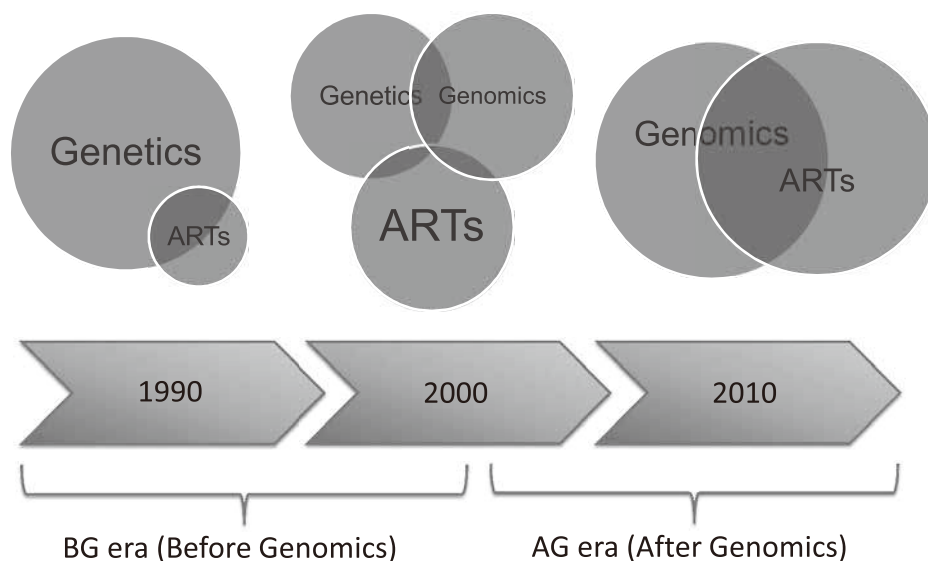 Genetics
ARTs
Genetics
Genomics
ARTs
Genomics
ARTs
1990
2000
2010
BG era (Before Genomics)
AG era (After Genomics)